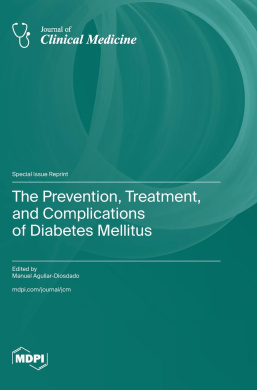 Journal of
Clinical Medicine
Special Issue Reprint
The Prevention, Treatment,
and Complications
of Diabetes Mellitus
Edited by
Manuel Aguilar-Diosdado
mdpi.com/journal/jcm
MDPI